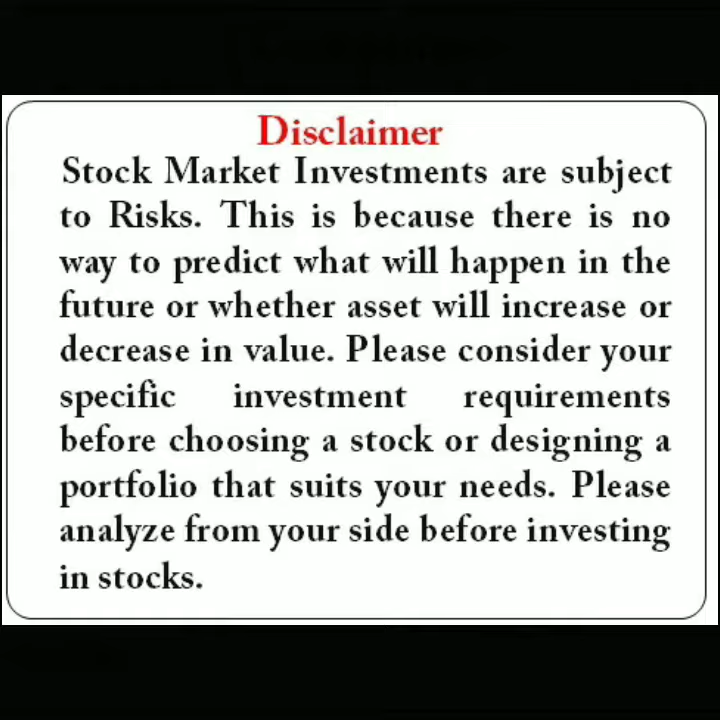 Disclaimer
Stock Market Investments are subject
to Risks. This is because there is no
way to predict what will happen in the
future or whether asset will increase or
decrease in value. Please consider your
specific investment requirements
before choosing a stock or designing a
portfolio that suits your needs. Please
analyze from your side before investing
in stocks.